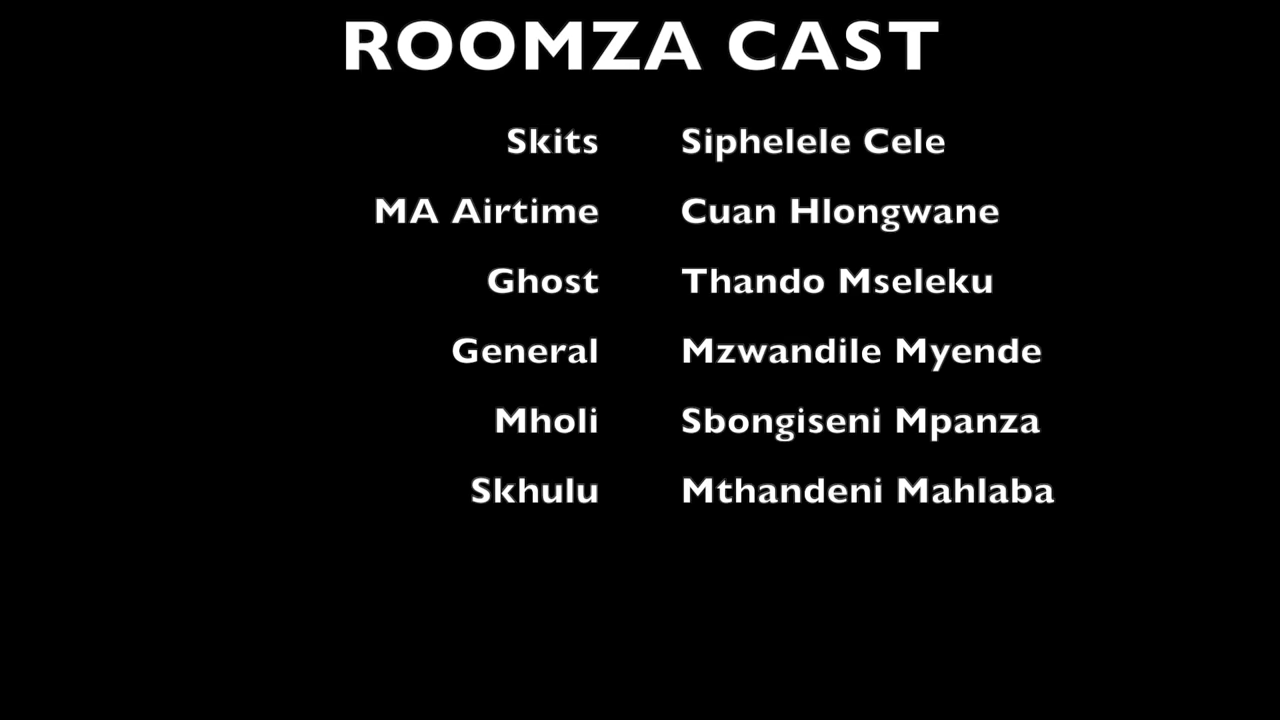 ROOMZA CAST
Skits Siphelele Cele
MA Airtime Cuan Hlongwane
Ghost Thando Mseleku
General Mzwandile Myende
Mholi Sbongiseni Mpanza
Skhulu Mthandeni Mahlaba